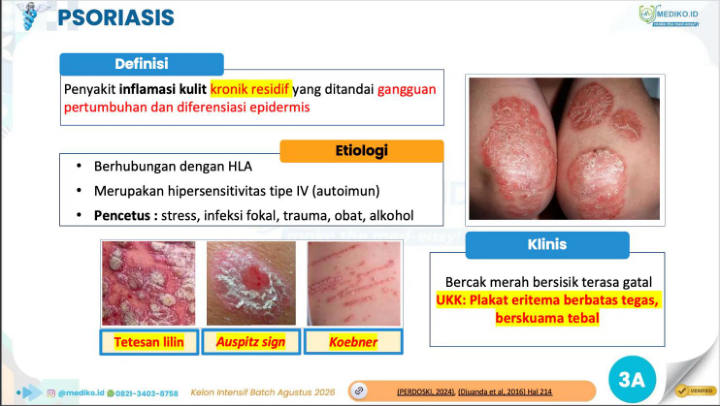 PSORIASIS
MEDIKO.ID
Definisi
Penyakit inflamasi kulit kronik residif yang ditandai gangguan
pertumbuhan dan diferensiasi epidermis
Etiologi
• Berhubungan dengan HLA
• Merupakan hipersensitivitas tipe IV (autoimun)
• Pencetus : stress, infeksi fokal, trauma, obat, alkohol
Klinis
Bercak merah bersisik terasa gatal
UKK: Plakat eritema berbatas tegas,
berskuama tebal
Tetesan lilin
Auspitz sign
Koebner
3A
@mediko.id 0821-3402-8758
Kelon Intensif Batch Agustus 2026
(PERDOSKI, 2024), (Djuanda et al, 2016) Hal 214